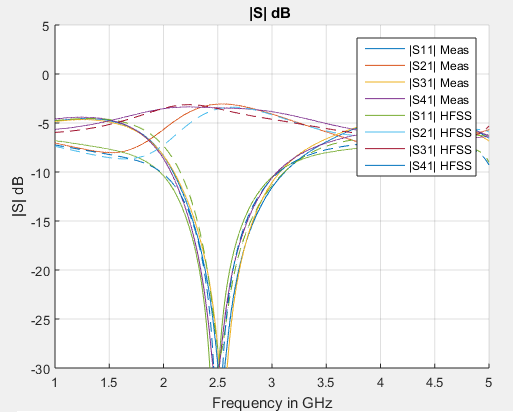 |S| dB
5
0
-5
-10
-15
-20
-25
-30
|S| dB
1
1.5
2
2.5
3
3.5
4
4.5
5
Frequency in GHz
|S11| Meas
|S21| Meas
|S31| Meas
|S41| Meas
|S11| HFSS
|S21| HFSS
|S31| HFSS
|S41| HFSS